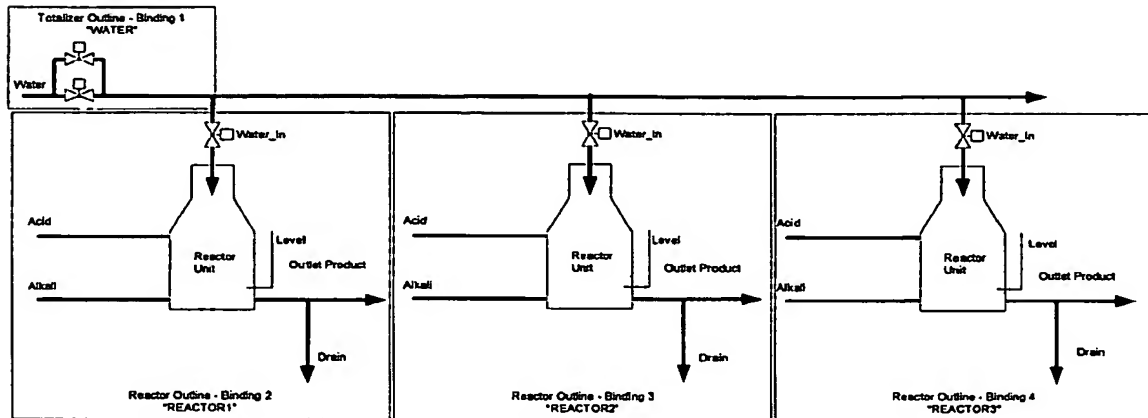 Totalizer Outline - Binding 1
"WATER"
Water
Water_In
Water_In
Water_In
Acid
Reactor
Unit
Level
Outlet Product
Alkali
Drain
Reactor Outline - Binding 2
"REACTOR1"
Acid
Reactor
Unit
Level
Outlet Product
Alkali
Drain
Reactor Outline - Binding 3
"REACTOR2"
Acid
Reactor
Unit
Level
Outlet Product
Alkali
Drain
Reactor Outline - Binding 4
"REACTOR3"